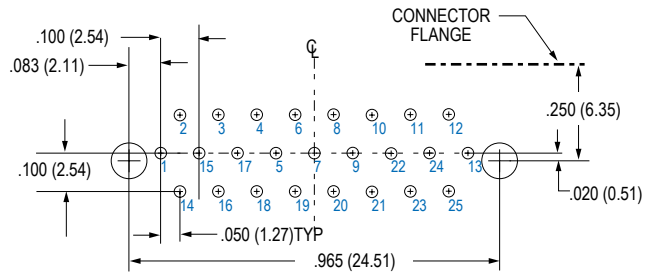 CONNECTOR
FLANGE
.100 (2.54)
℄
.083 (2.11)
.250 (6.35)
2 3 4 6 8 10 11 12
.100 (2.54)
1 15 17 5 7 9 22 24 13
.020 (0.51)
14 16 18 19 20 21 23 25
.050 (1.27)TYP
.965 (24.51)